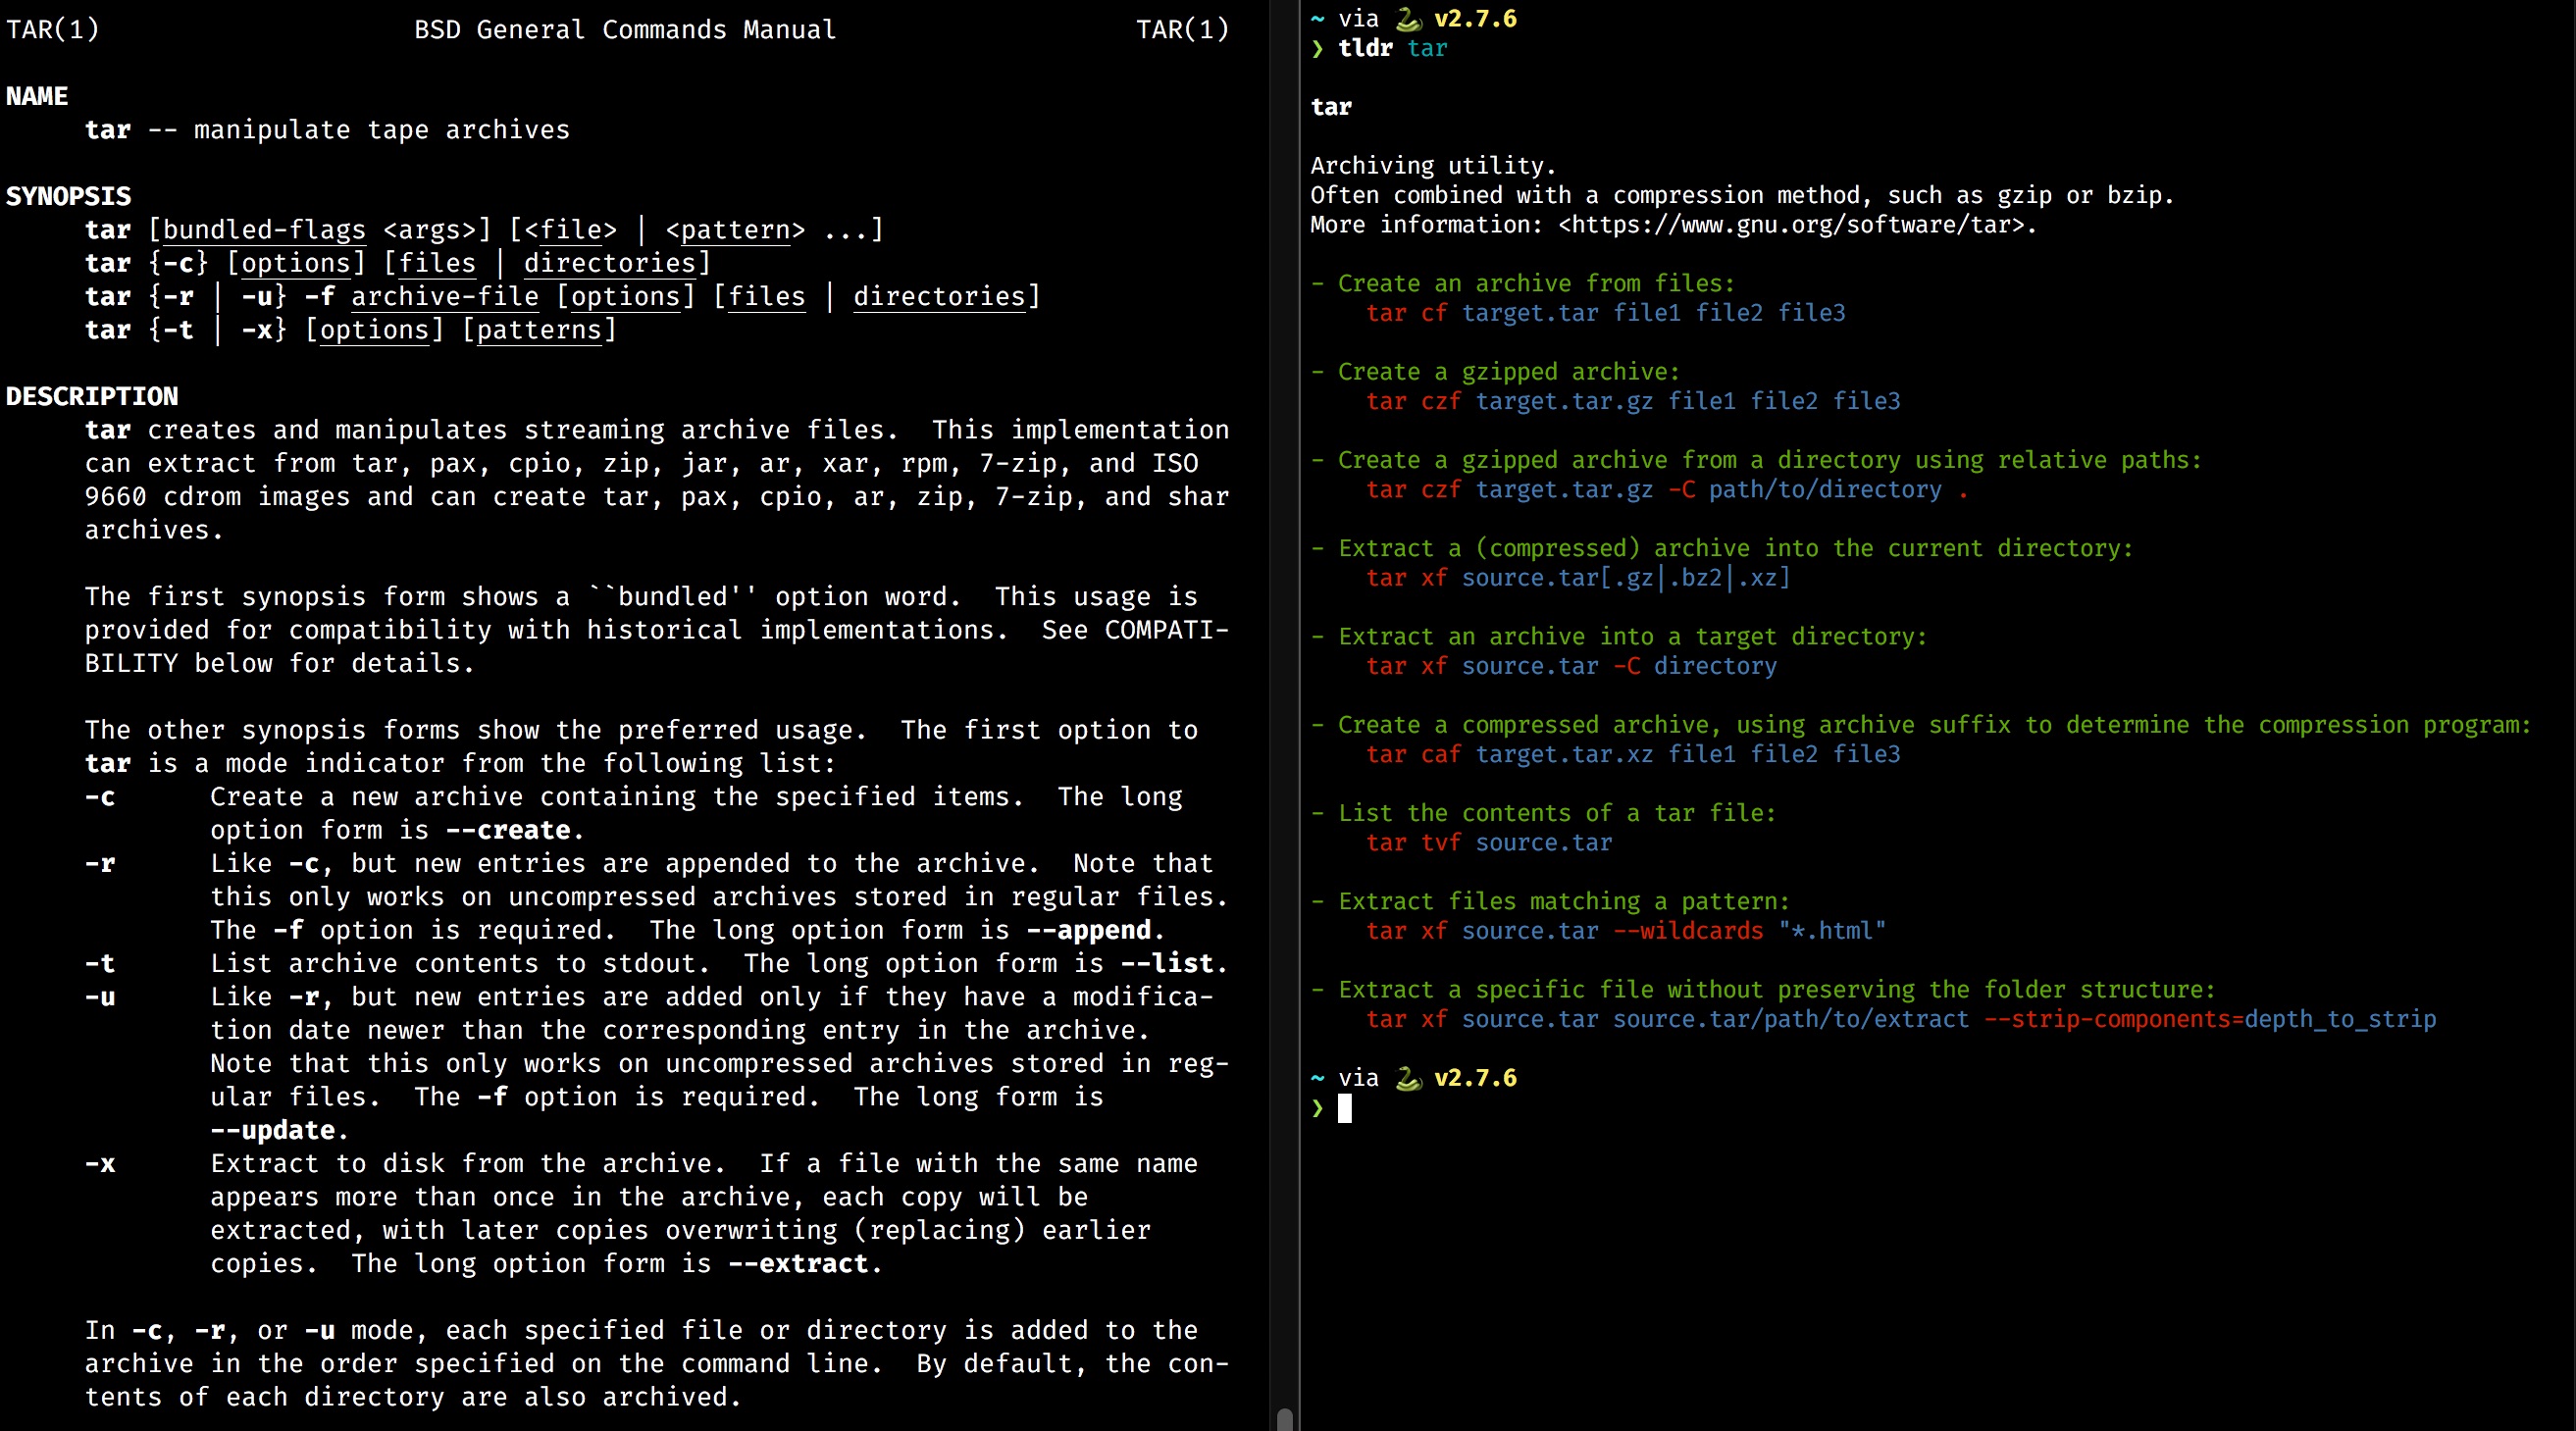 TAR(1) BSD General Commands Manual TAR(1)
NAME
tar -- manipulate tape archives
SYNOPSIS
tar [bundled-flags <args>] [<file> | <pattern> ...]
tar {-c} [options] [files | directories]
tar {-r | -u} -f archive-file [options] [files | directories]
tar {-t | -x} [options] [patterns]
DESCRIPTION
tar creates and manipulates streaming archive files.  This implementation
can extract from tar, pax, cpio, zip, jar, ar, xar, rpm, 7-zip, and ISO
9660 cdrom images and can create tar, pax, cpio, ar, zip, 7-zip, and shar
archives.
The first synopsis form shows a ``bundled'' option word.  This usage is
provided for compatibility with historical implementations.  See COMPATI-
BILITY below for details.
The other synopsis forms show the preferred usage.  The first option to
tar is a mode indicator from the following list:
-c Create a new archive containing the specified items.  The long
option form is --create.
-r Like -c, but new entries are appended to the archive.  Note that
this only works on uncompressed archives stored in regular files.
The -f option is required.  The long option form is --append.
-t List archive contents to stdout.  The long option form is --list.
-u Like -r, but new entries are added only if they have a modifica-
tion date newer than the corresponding entry in the archive.
Note that this only works on uncompressed archives stored in reg-
ular files.  The -f option is required.  The long form is
--update.
-x Extract to disk from the archive.  If a file with the same name
appears more than once in the archive, each copy will be
extracted, with later copies overwriting (replacing) earlier
copies.  The long option form is --extract.
In -c, -r, or -u mode, each specified file or directory is added to the
archive in the order specified on the command line.  By default, the con-
tents of each directory are also archived.
~ via 🐍 v2.7.6
❯ tldr tar
tar
Archiving utility.
Often combined with a compression method, such as gzip or bzip.
More information: <https://www.gnu.org/software/tar>.
- Create an archive from files:
tar cf target.tar file1 file2 file3
- Create a gzipped archive:
tar czf target.tar.gz file1 file2 file3
- Create a gzipped archive from a directory using relative paths:
tar czf target.tar.gz -C path/to/directory .
- Extract a (compressed) archive into the current directory:
tar xf source.tar[.gz|.bz2|.xz]
- Extract an archive into a target directory:
tar xf source.tar -C directory
- Create a compressed archive, using archive suffix to determine the compression program:
tar caf target.tar.xz file1 file2 file3
- List the contents of a tar file:
tar tvf source.tar
- Extract files matching a pattern:
tar xf source.tar --wildcards "*.html"
- Extract a specific file without preserving the folder structure:
tar xf source.tar source.tar/path/to/extract --strip-components=depth_to_strip
~ via 🐍 v2.7.6
❯